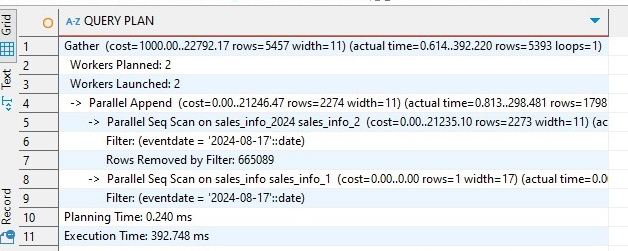 Grid
Text
Record
A-Z QUERY PLAN
1 Gather (cost=1000.00..22792.17 rows=5457 width=11) (actual time=0.614..392.220 rows=5393 loops=1)
2 Workers Planned: 2
3 Workers Launched: 2
4 -> Parallel Append (cost=0.00..21246.47 rows=2274 width=11) (actual time=0.813..298.481 rows=1798
5 -> Parallel Seq Scan on sales_info_2024 sales_info_2 (cost=0.00..21235.10 rows=2273 width=11) (ac
6 Filter: (eventdate = '2024-08-17'::date)
7 Rows Removed by Filter: 665089
8 -> Parallel Seq Scan on sales_info sales_info_1 (cost=0.00..0.00 rows=1 width=17) (actual time=0.0
9 Filter: (eventdate = '2024-08-17'::date)
10 Planning Time: 0.240 ms
11 Execution Time: 392.748 ms